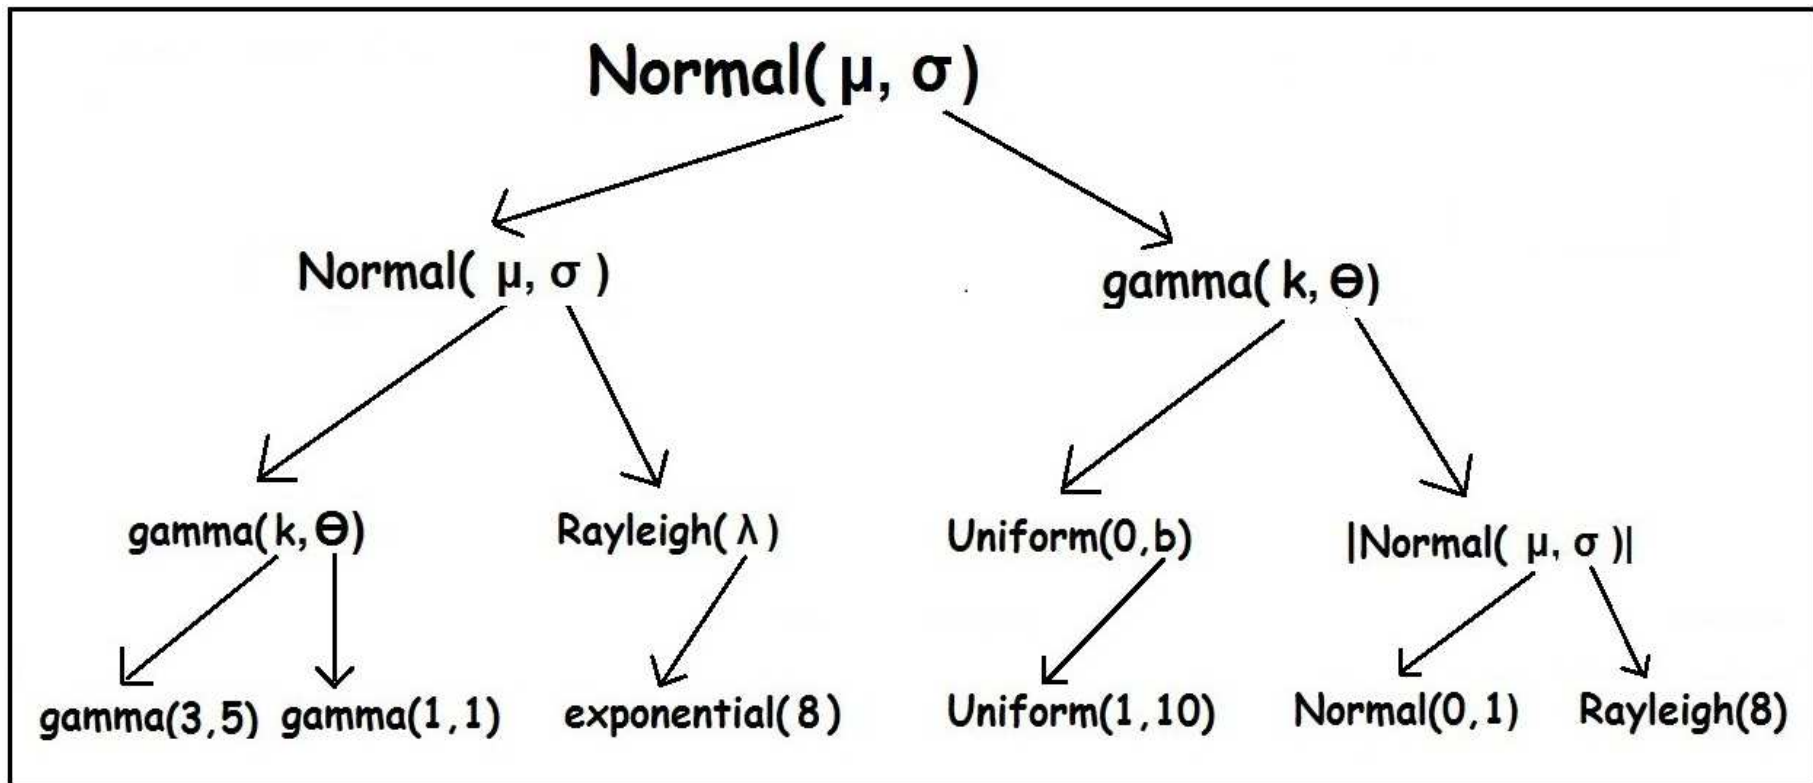 Normal( μ, σ )
Normal( μ, σ )
gamma( k, Θ)
gamma(k, Θ)
Rayleigh( λ )
Uniform(0,b)
|Normal( μ, σ )|
gamma(3,5)
gamma(1,1)
exponential(8)
Uniform(1,10)
Normal(0,1)
Rayleigh(8)